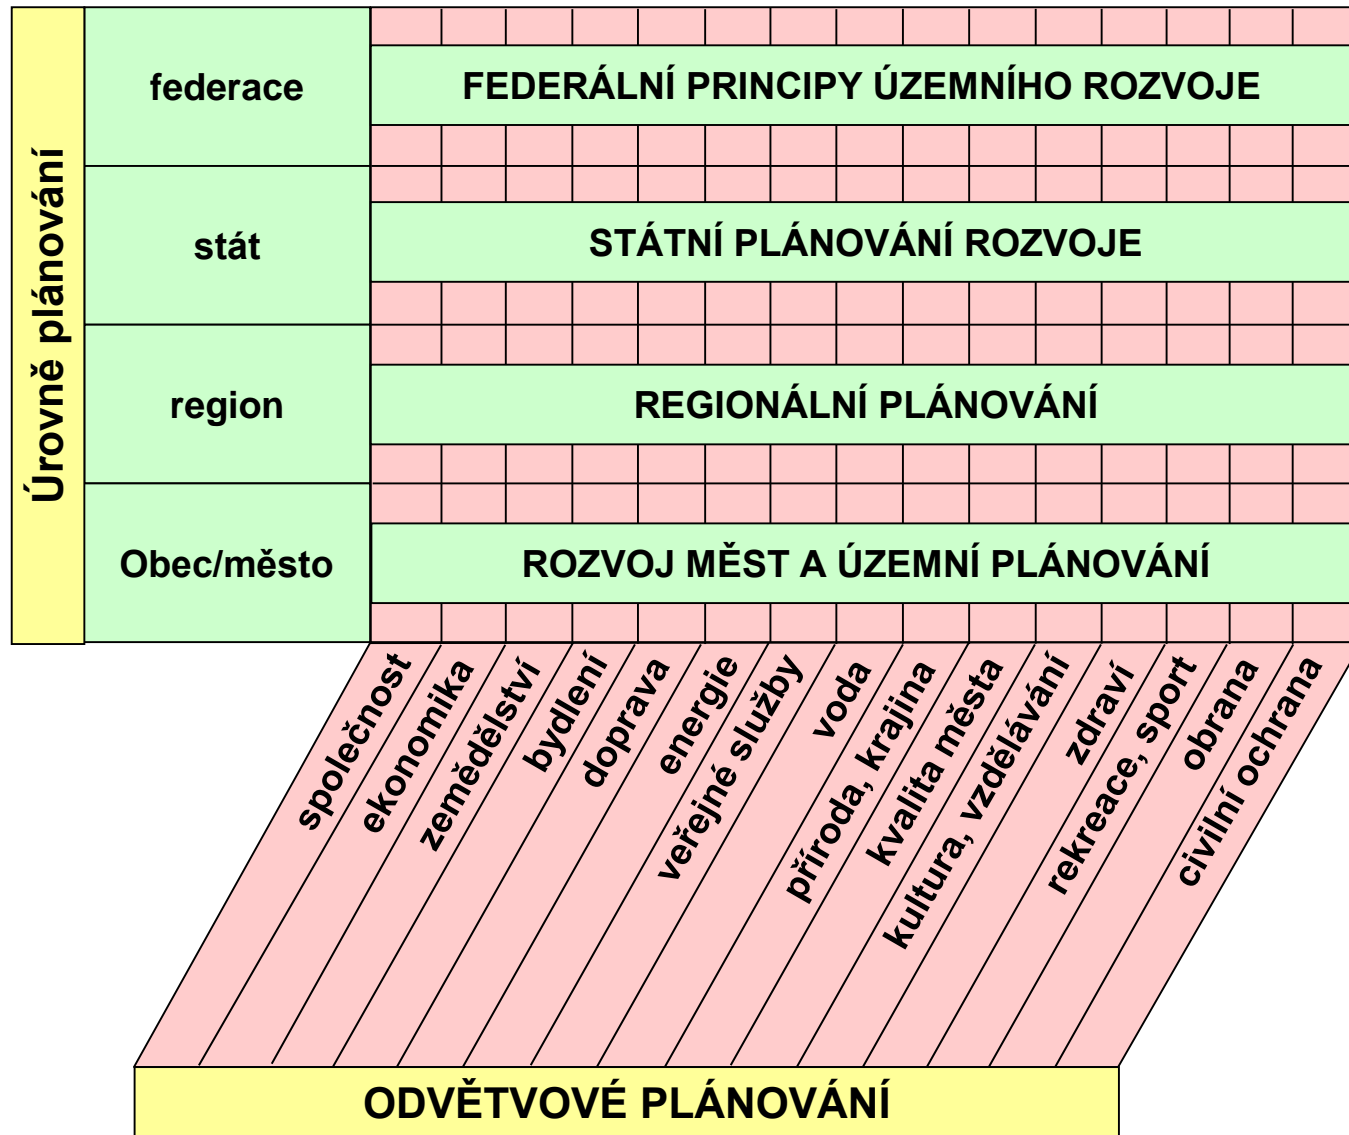 Úrovně plánování
federace
FEDERÁLNÍ PRINCIPY ÚZEMNÍHO ROZVOJE
stát
STÁTNÍ PLÁNOVÁNÍ ROZVOJE
region
REGIONÁLNÍ PLÁNOVÁNÍ
Obec/město
ROZVOJ MĚST A ÚZEMNÍ PLÁNOVÁNÍ
společnost
ekonomika
zemědělství
bydlení
doprava
energie
veřejné služby
voda
příroda, krajina
kvalita města
kultura, vzdělávání
zdraví
rekreace, sport
obrana
civilní ochrana
ODVĚTVOVÉ PLÁNOVÁNÍ